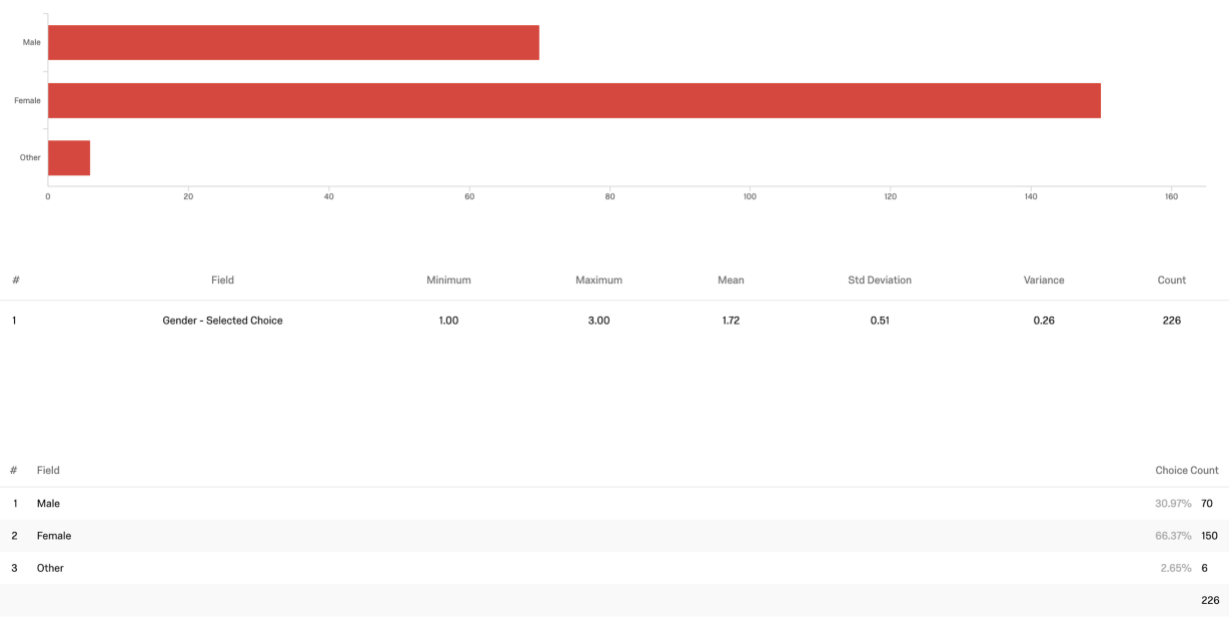 Male
Female
Other
0 20 40 60 80 100 120 140 160
# Field Minimum Maximum Mean Std Deviation Variance Count
1 Gender - Selected Choice 1.00 3.00 1.72 0.51 0.26 226
# Field Choice Count
1 Male 30.97% 70
2 Female 66.37% 150
3 Other 2.65% 6
226